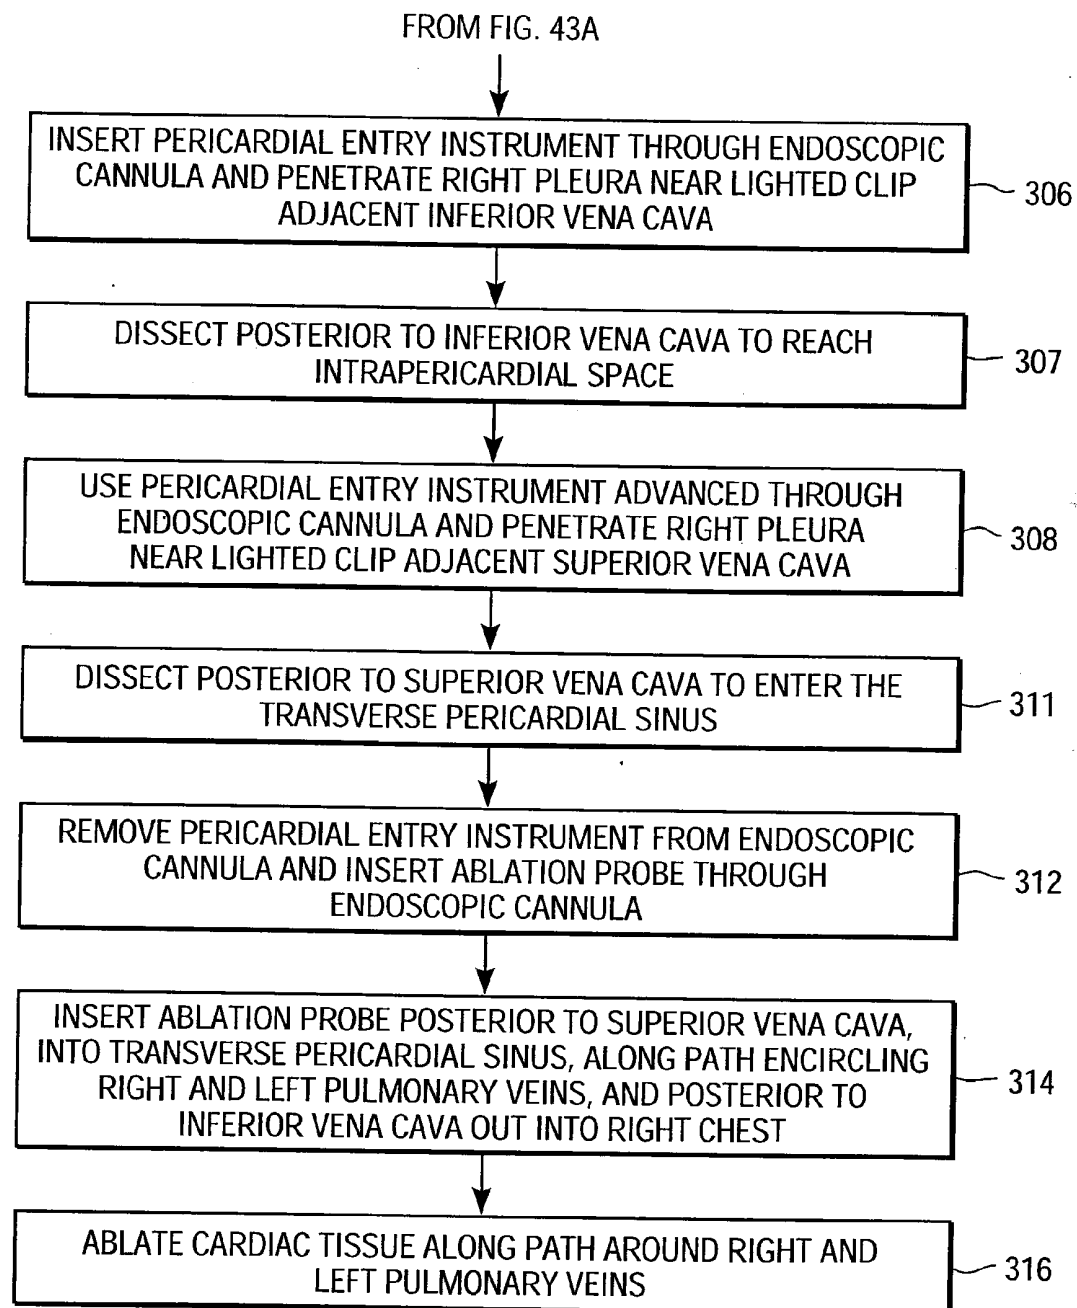 FROM FIG. 43A
INSERT PERICARDIAL ENTRY INSTRUMENT THROUGH ENDOSCOPIC
CANNULA AND PENETRATE RIGHT PLEURA NEAR LIGHTED CLIP
ADJACENT INFERIOR VENA CAVA
306
DISSECT POSTERIOR TO INFERIOR VENA CAVA TO REACH
INTRAPERICARDIAL SPACE
307
USE PERICARDIAL ENTRY INSTRUMENT ADVANCED THROUGH
ENDOSCOPIC CANNULA AND PENETRATE RIGHT PLEURA
NEAR LIGHTED CLIP ADJACENT SUPERIOR VENA CAVA
308
DISSECT POSTERIOR TO SUPERIOR VENA CAVA TO ENTER THE
TRANSVERSE PERICARDIAL SINUS
311
REMOVE PERICARDIAL ENTRY INSTRUMENT FROM ENDOSCOPIC
CANNULA AND INSERT ABLATION PROBE THROUGH
ENDOSCOPIC CANNULA
312
INSERT ABLATION PROBE POSTERIOR TO SUPERIOR VENA CAVA,
INTO TRANSVERSE PERICARDIAL SINUS, ALONG PATH ENCIRCLING
RIGHT AND LEFT PULMONARY VEINS, AND POSTERIOR TO
INFERIOR VENA CAVA OUT INTO RIGHT CHEST
314
ABLATE CARDIAC TISSUE ALONG PATH AROUND RIGHT AND
LEFT PULMONARY VEINS
316